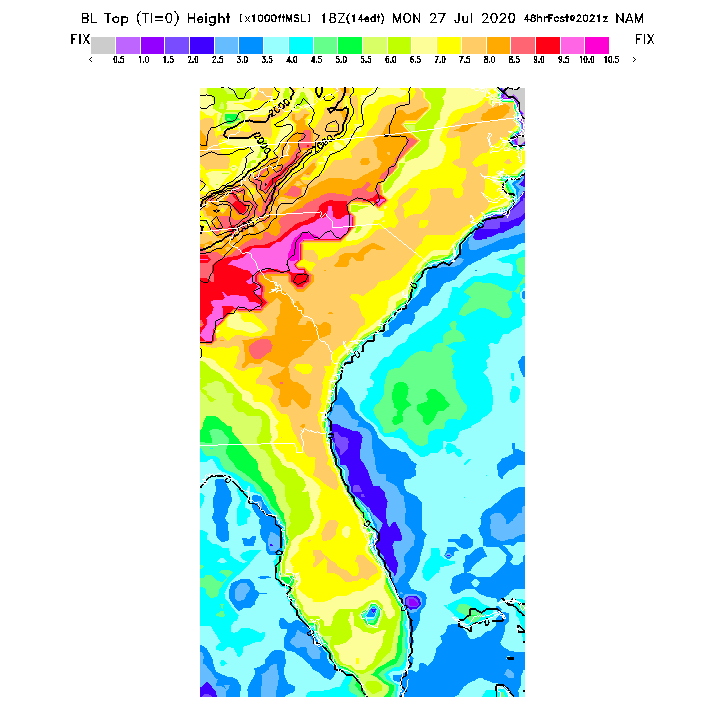 BL Top (TI=0) Height [x1000ftMSL] 18Z(14edt) MON 27 Jul 2020 48hrFcst@2021z NAM
FIX FIX
< 0.5 1.0 1.5 2.0 2.5 3.0 3.5 4.0 4.5 5.0 5.5 6.0 6.5 7.0 7.5 8.0 8.5 9.0 9.5 10.0 10.5 >
2000
2000